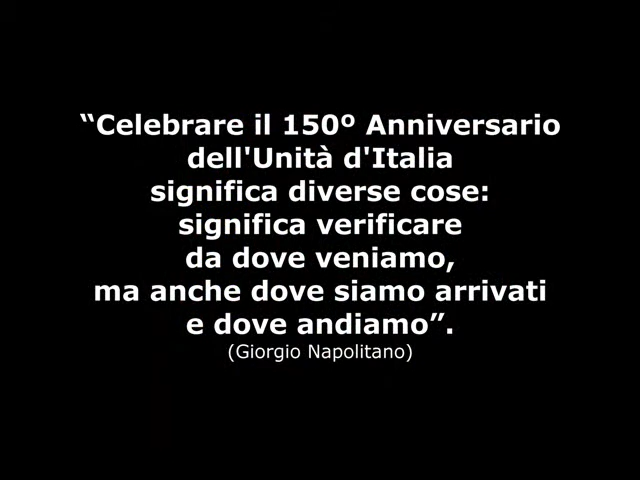 “Celebrare il 150º Anniversario
dell'Unità d'Italia
significa diverse cose:
significa verificare
da dove veniamo,
ma anche dove siamo arrivati
e dove andiamo”.
(Giorgio Napolitano)